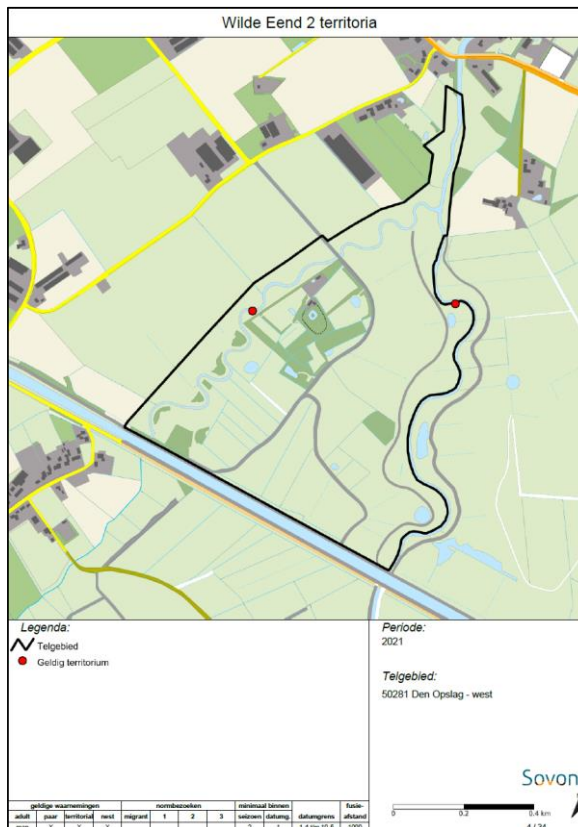 Wilde Eend 2 territoria
Legenda:
Telgebied
Geldig territorium
Periode:
2021
Telgebied:
50281 Den Opslag - west
Sovon
0 0.2 0.4 km
geldige waarnemingen normbezoeken minimaal binnen fusie-
adult paar territorial nest migrant 1 2 3 seizoen datumg. datumgrens afstand